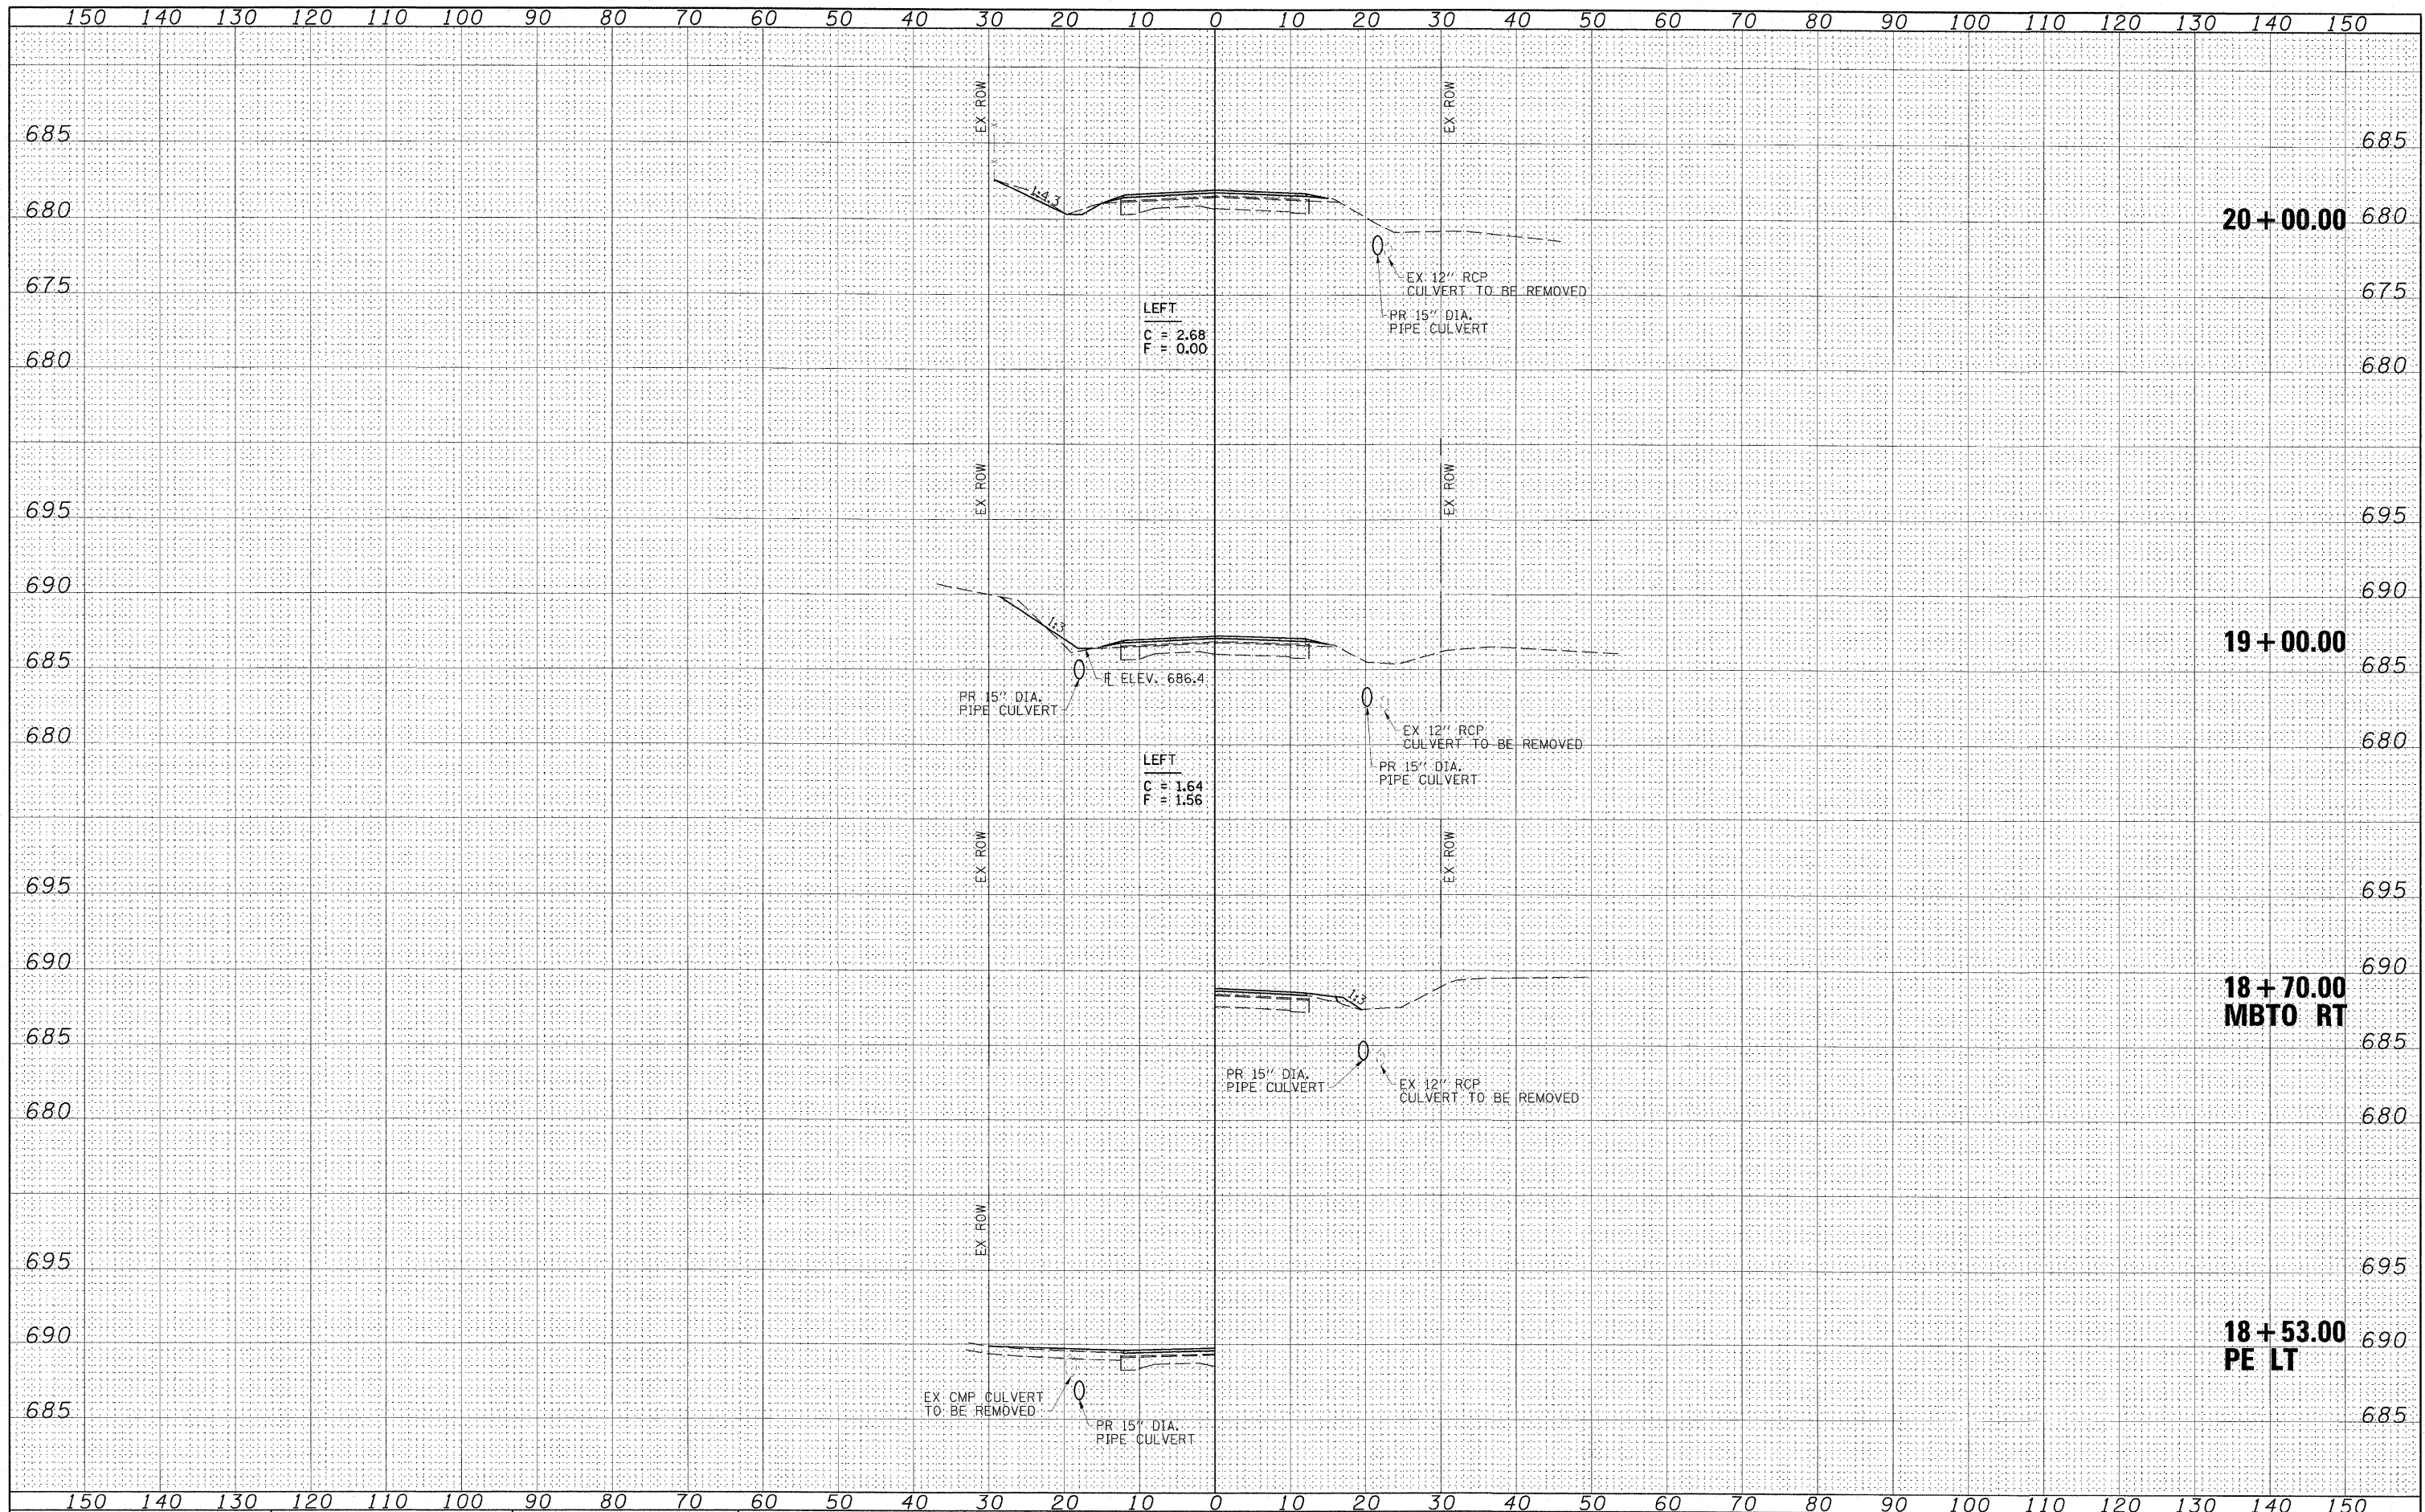 150 140 130 120 110 100 90 80 70 60 50 40 30 20 10 0 10 20 30 40 50 60 70 80 90 100 110 120 130 140 150
EX ROW
EX ROW
685 685
1:4.3
680 20+00.00 680
EX 12" RCP
CULVERT TO BE REMOVED
675 675
PR 15" DIA.
PIPE CULVERT
LEFT
C = 2.68
F = 0.00
680 680
EX ROW
EX ROW
695 695
690 690
1:3
19+00.00
685 685
FL ELEV. 686.4
PR 15" DIA.
PIPE CULVERT
EX 12" RCP
CULVERT TO BE REMOVED
680 680
PR 15" DIA.
PIPE CULVERT
LEFT
C = 1.64
F = 1.56
EX ROW
EX ROW
695 695
690 690
1:3
18+70.00
MBTO RT
685 685
PR 15" DIA.
PIPE CULVERT
EX 12" RCP
CULVERT TO BE REMOVED
680 680
EX ROW
695 695
690 690
18+53.00
PE LT
EX CMP CULVERT
TO BE REMOVED
685 685
PR 15" DIA.
PIPE CULVERT
150 140 130 120 110 100 90 80 70 60 50 40 30 20 10 0 10 20 30 40 50 60 70 80 90 100 110 120 130 140 150